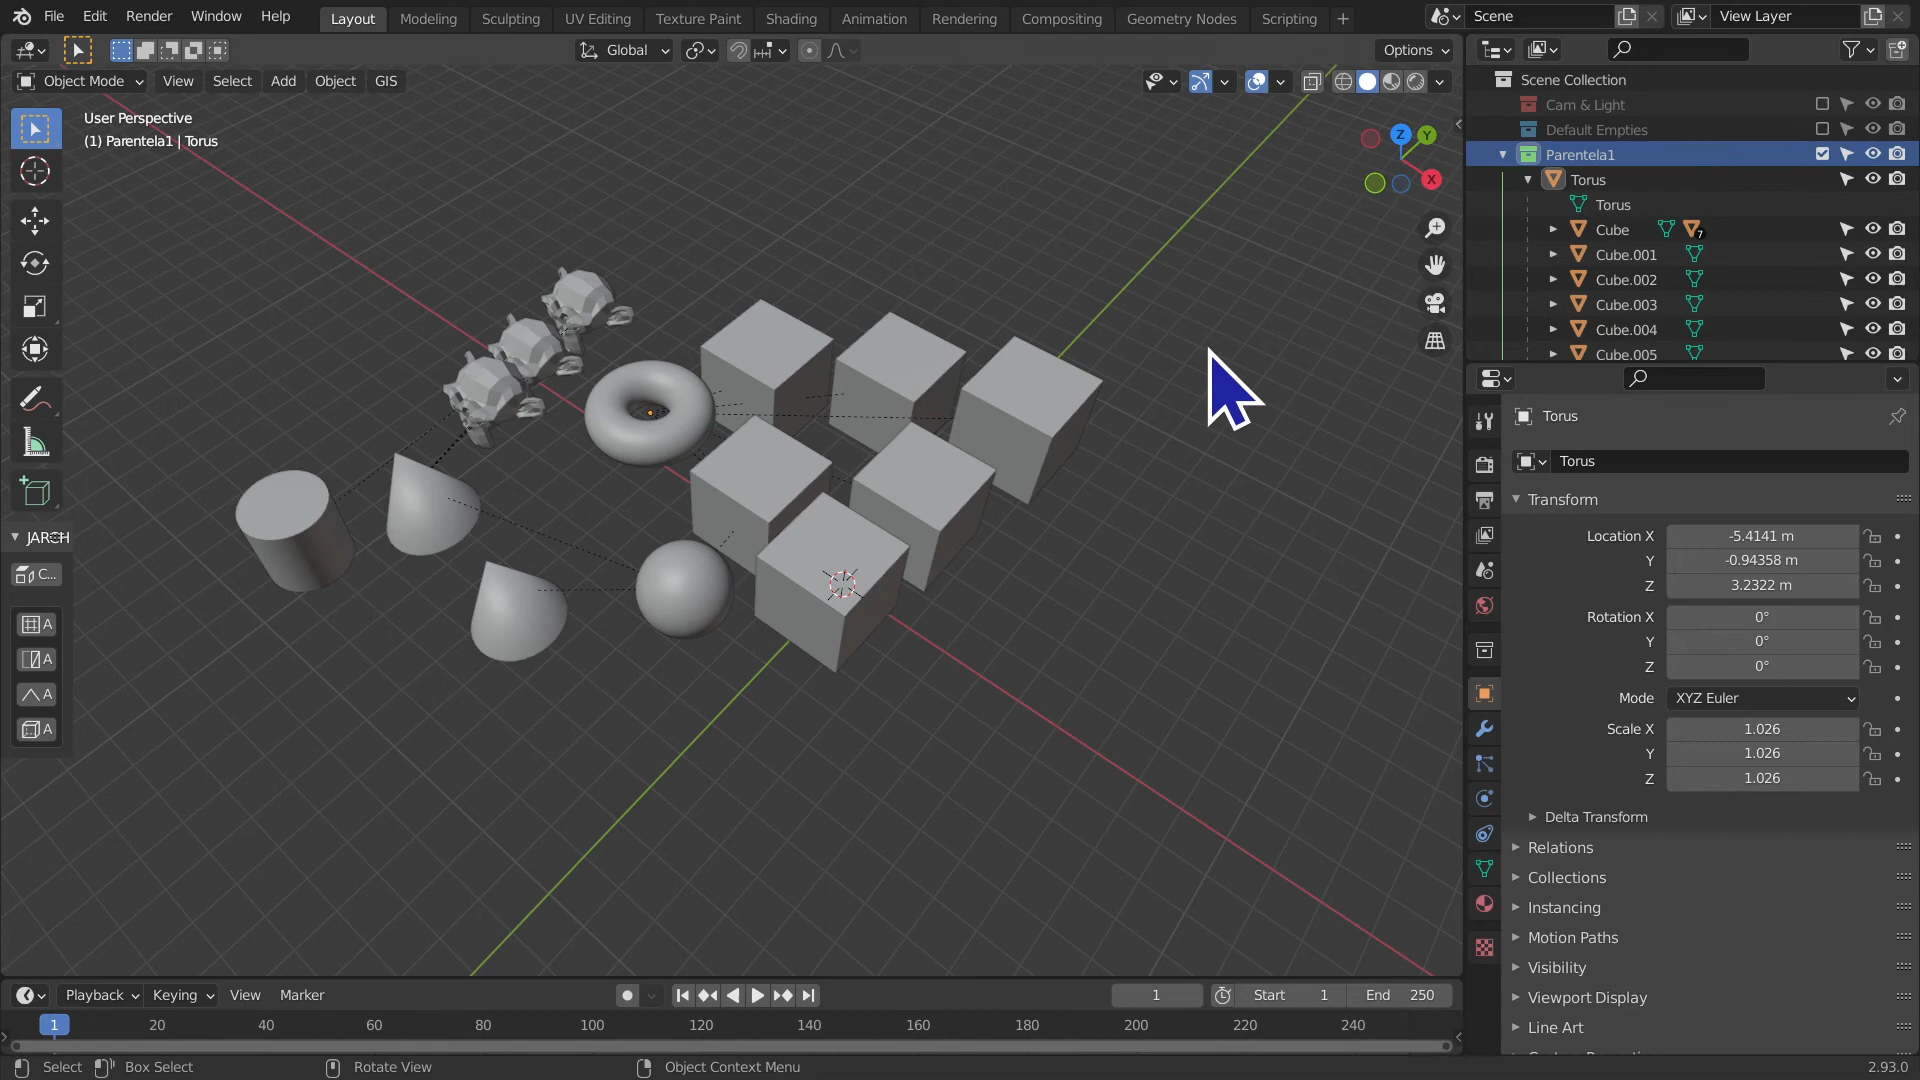 File Edit Render Window Help Layout Modeling Sculpting UV Editing Texture Paint Shading Animation Rendering Compositing Geometry Nodes Scripting + Scene View Layer
Global Options
Object Mode View Select Add Object GIS
User Perspective
(1) Parentela1 | Torus
Z Y
X
C...
A
A
A
A
Scene Collection
Cam & Light
Default Empties
Parentela1
Torus
Torus
Cube 7
Cube.001
Cube.002
Cube.003
Cube.004
Cube.005
Torus
Torus
Transform
Location X -5.4141 m
Y -0.94358 m
Z 3.2322 m
Rotation X 0°
Y 0°
Z 0°
Mode XYZ Euler
Scale X 1.026
Y 1.026
Z 1.026
Delta Transform
Relations
Collections
Instancing
Motion Paths
Visibility
Viewport Display
Line Art
Playback Keying View Marker 1 Start 1 End 250
1 20 40 60 80 100 120 140 160 180 200 220 240
Select Box Select Rotate View Object Context Menu 2.93.0